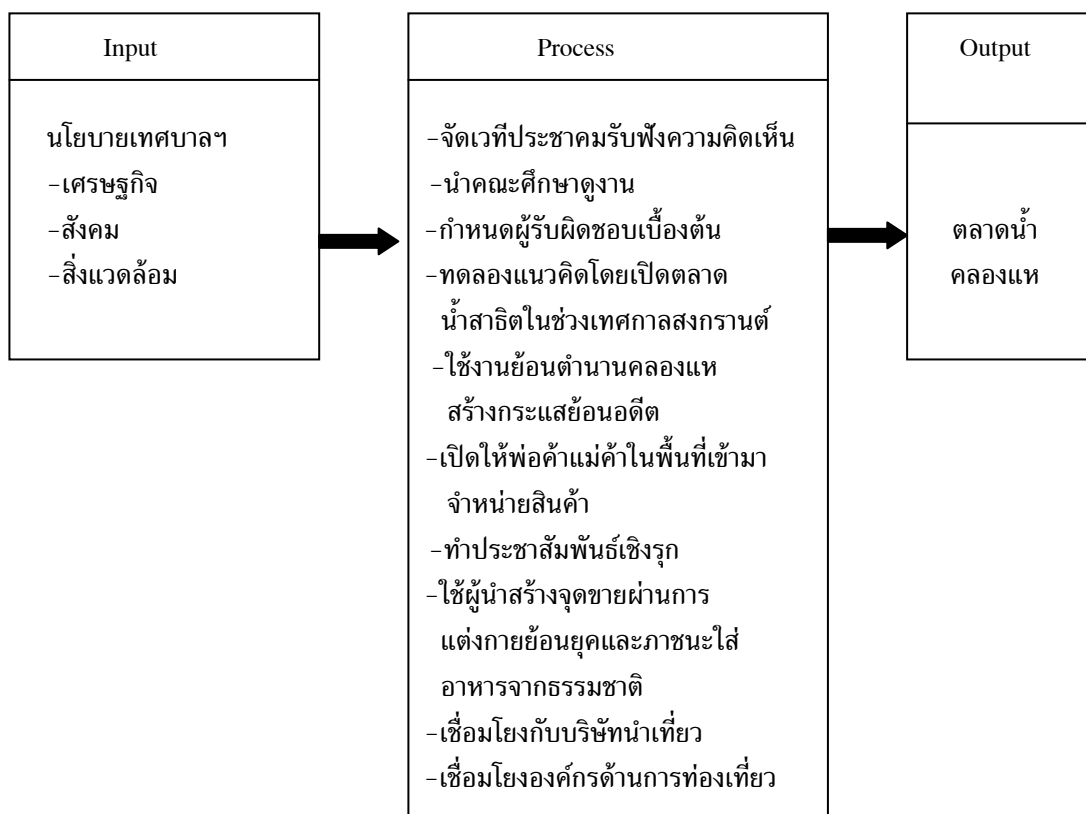 Input
นโยบายเทศบาลฯ
-เศรษฐกิจ
-สังคม
-สิ่งแวดล้อม
Process
-จัดเวทีประชาคมรับฟังความคิดเห็น
-นำคณะศึกษาดูงาน
-กำหนดผู้รับผิดชอบเบื้องต้น
-ทดลองแนวคิดโดยเปิดตลาด
น้ำสาธิตในช่วงเทศกาลสงกรานต์
-ใช้งานย้อนตำนานคลองแห
สร้างกระแสย้อนอดีต
-เปิดให้พ่อค้าแม่ค้าในพื้นที่เข้ามา
จำหน่ายสินค้า
-ทำประชาสัมพันธ์เชิงรุก
-ใช้ผู้นำสร้างจุดขายผ่านการ
แต่งกายย้อนยุคและภาชนะใส่
อาหารจากธรรมชาติ
-เชื่อมโยงกับบริษัทนำเที่ยว
-เชื่อมโยงองค์กรด้านการท่องเที่ยว
Output
ตลาดน้ำ
คลองแห